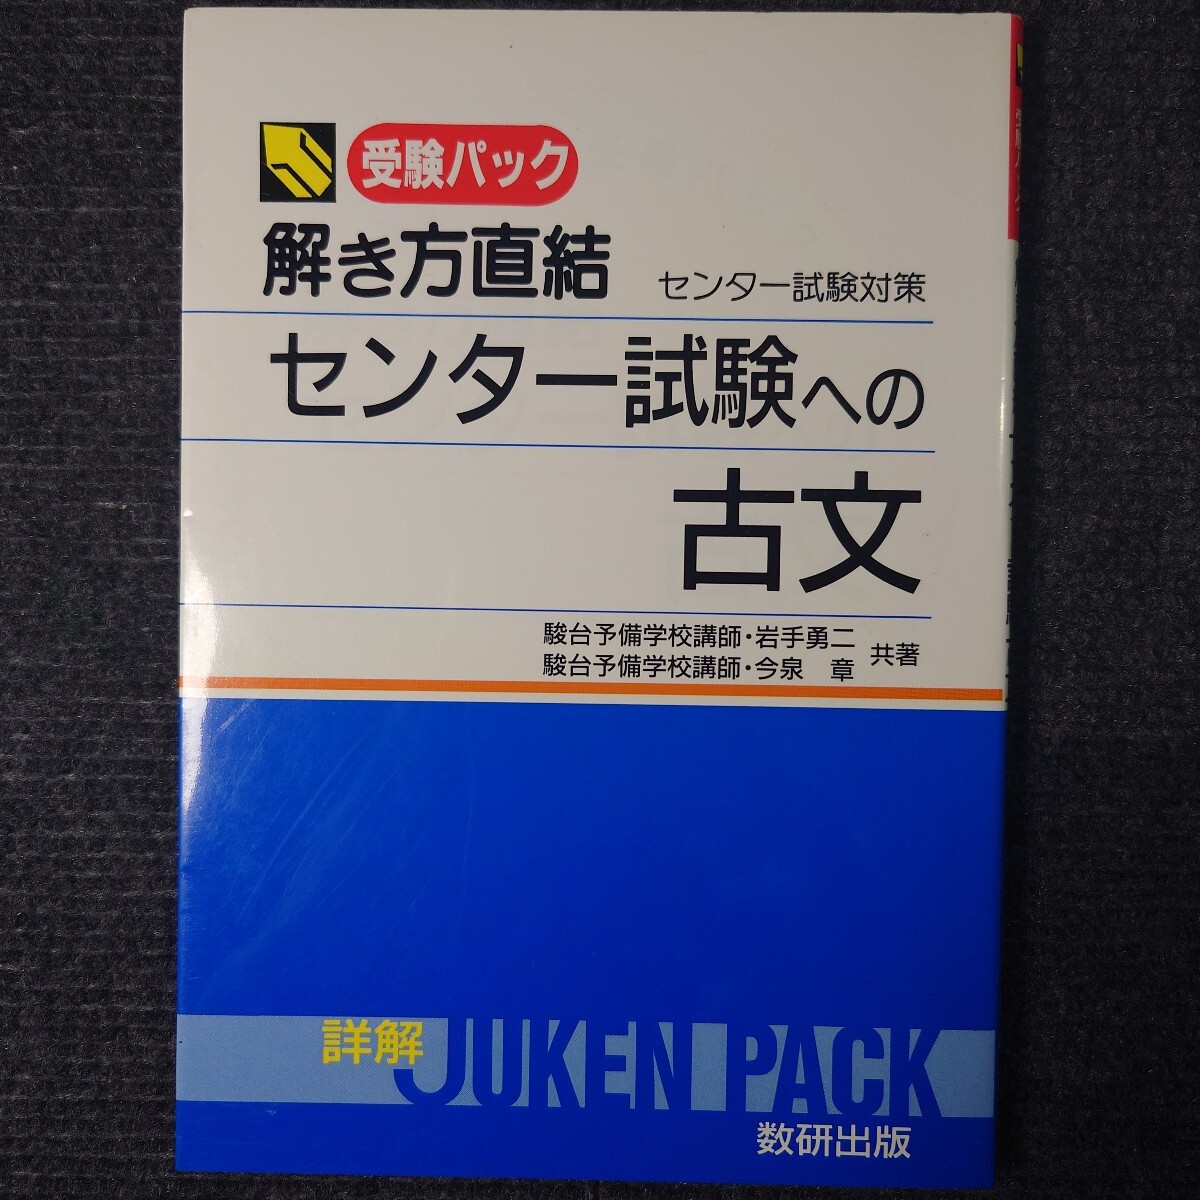 受験パック
解き方直結 センター試験対策
センター試験への
古文
駿台予備学校講師・岩手勇二
駿台予備学校講師・今泉 章 共著
詳解 JUKEN PACK
数研出版